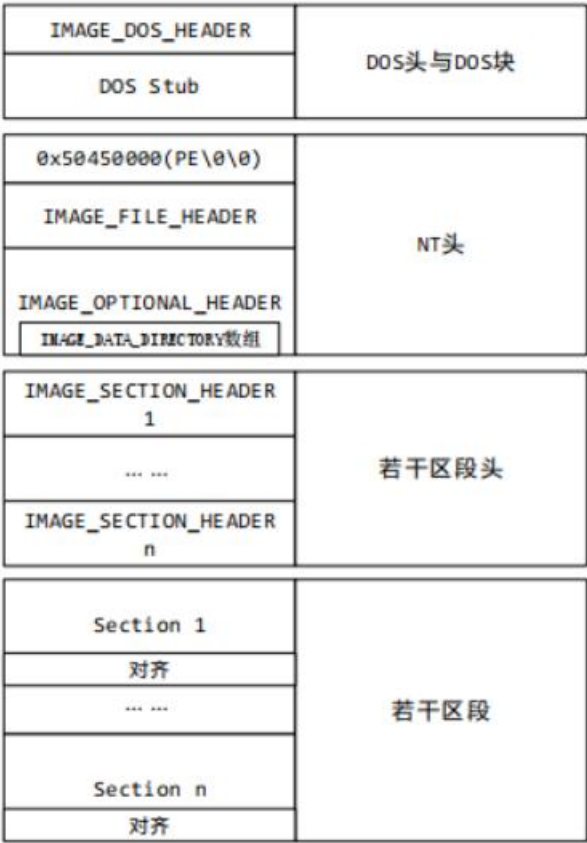 IMAGE_DOS_HEADER
DOS Stub
DOS头与DOS块
0x50450000(PE\0\0)
IMAGE_FILE_HEADER
IMAGE_OPTIONAL_HEADER
IMAGE_DATA_DIRECTORY数组
NT头
IMAGE_SECTION_HEADER
1
... ...
IMAGE_SECTION_HEADER
n
若干区段头
Section 1
对齐
... ...
Section n
对齐
若干区段